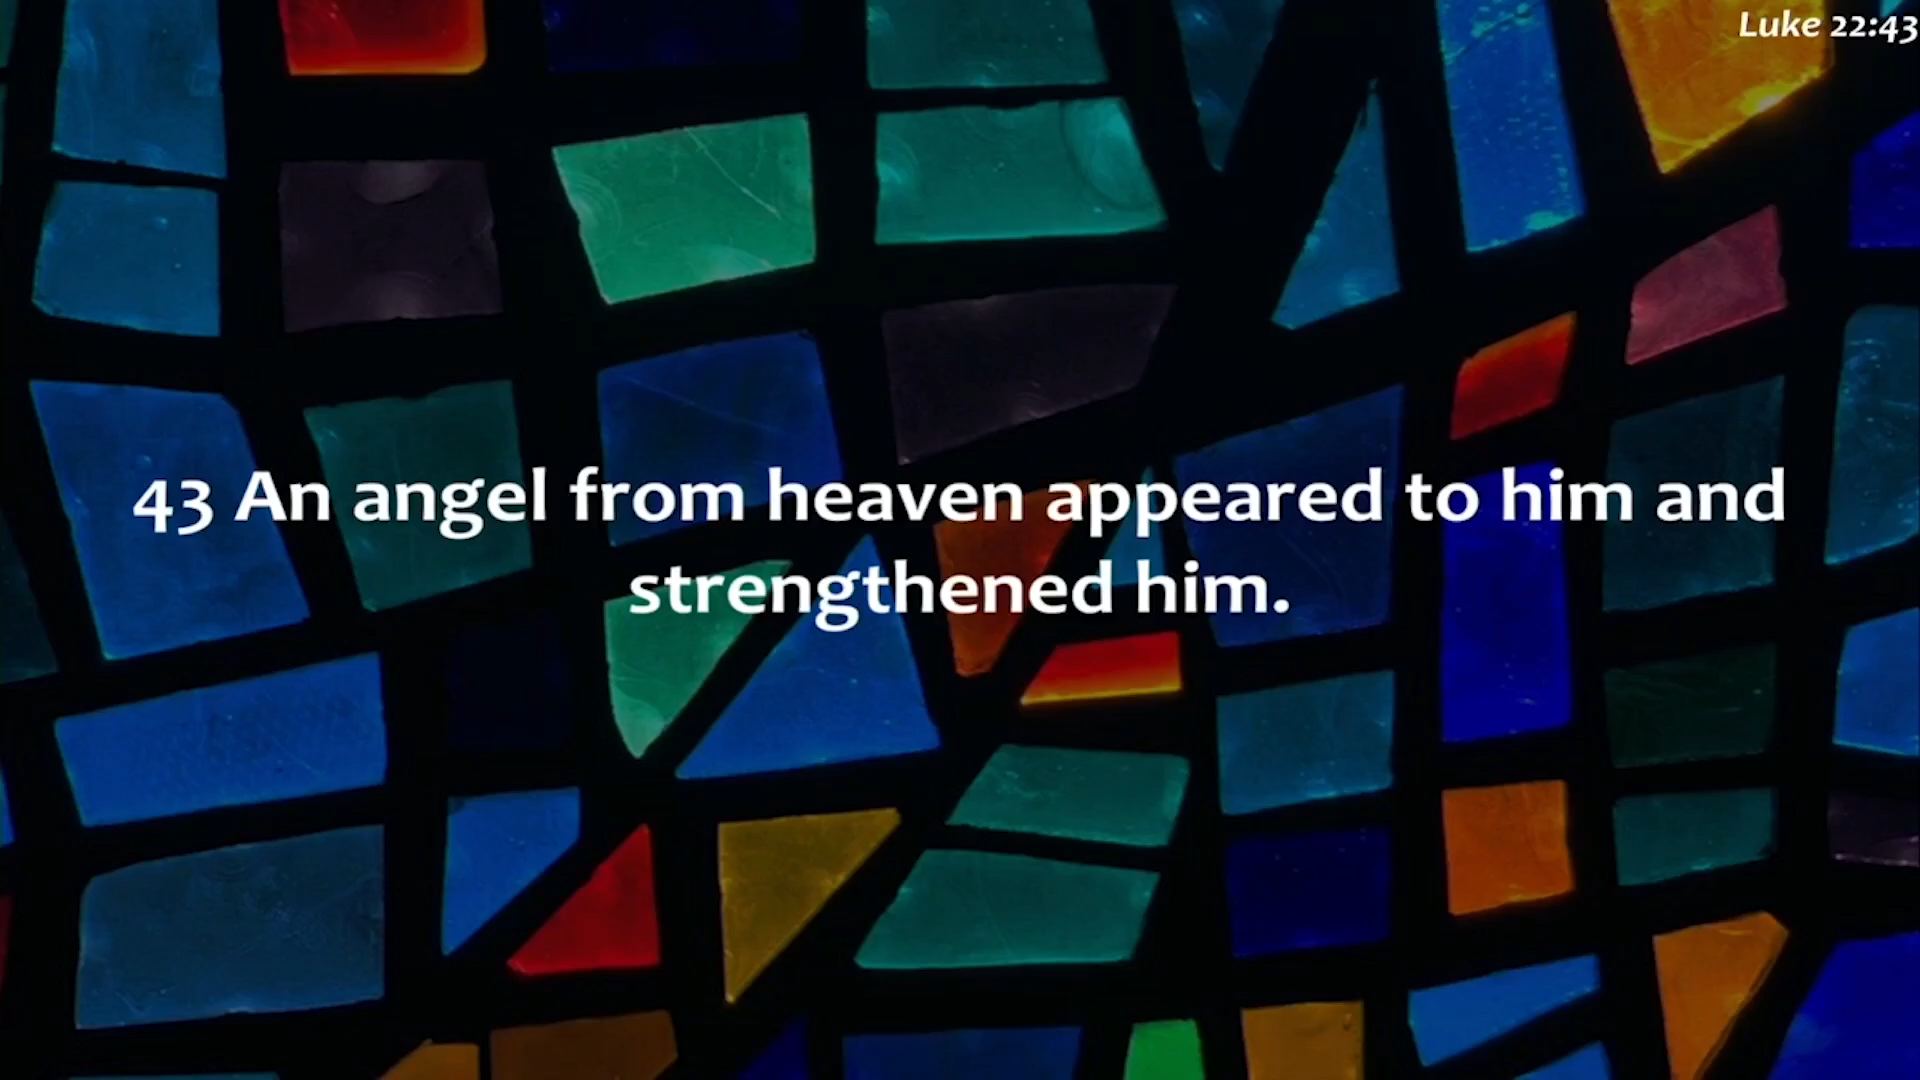 Luke 22:43
43 An angel from heaven appeared to him and
strengthened him.